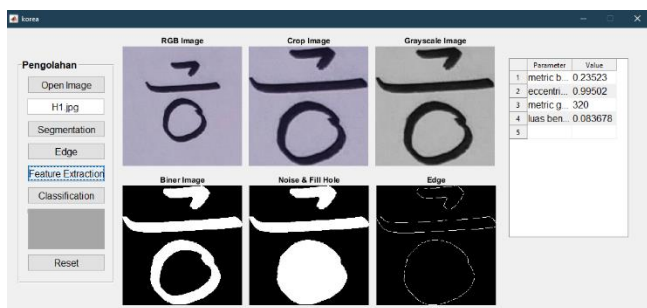 korea
Pengolahan
Open Image
H1.jpg
Segmentation
Edge
Feature Extraction
Classification
Reset
RGB Image
ㅎ
Crop Image
ㅎ
Grayscale Image
ㅎ
Biner Image
ㅎ
Noise & Fill Hole
Edge
ㅎ
Parameter Value
1 metric b... 0.23523
2 eccentri... 0.99502
3 metric g... 320
4 luas ben... 0.083678
5